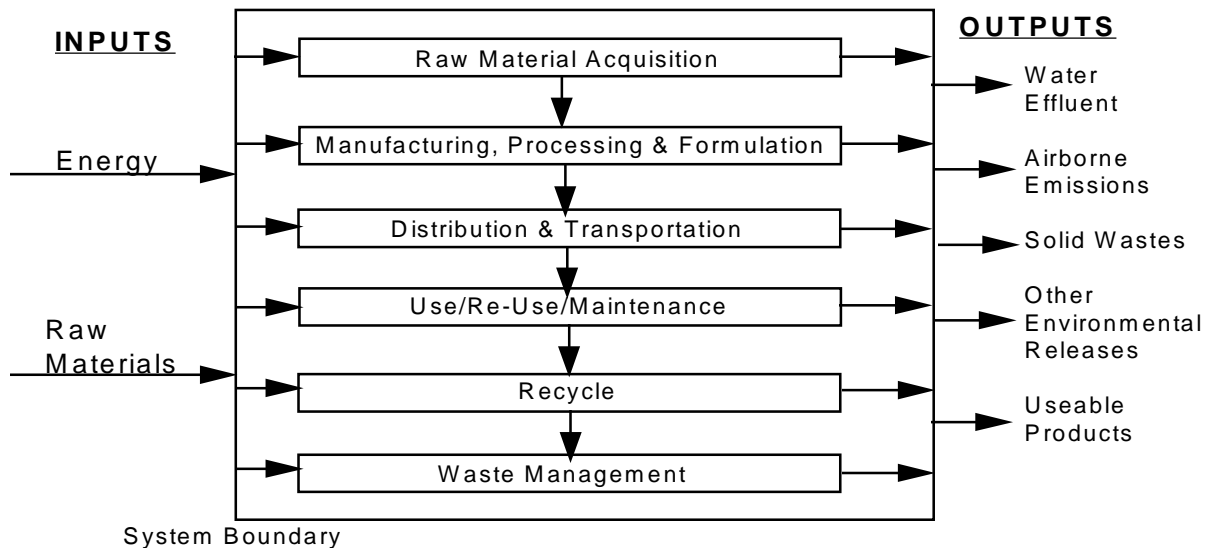 INPUTS
OUTPUTS
Raw Material Acquisition
Manufacturing, Processing & Formulation
Distribution & Transportation
Use/Re-Use/Maintenance
Recycle
Waste Management
Energy
Raw
Materials
Water
Effluent
Airborne
Emissions
Solid Wastes
Other
Environmental
Releases
Useable
Products
System Boundary